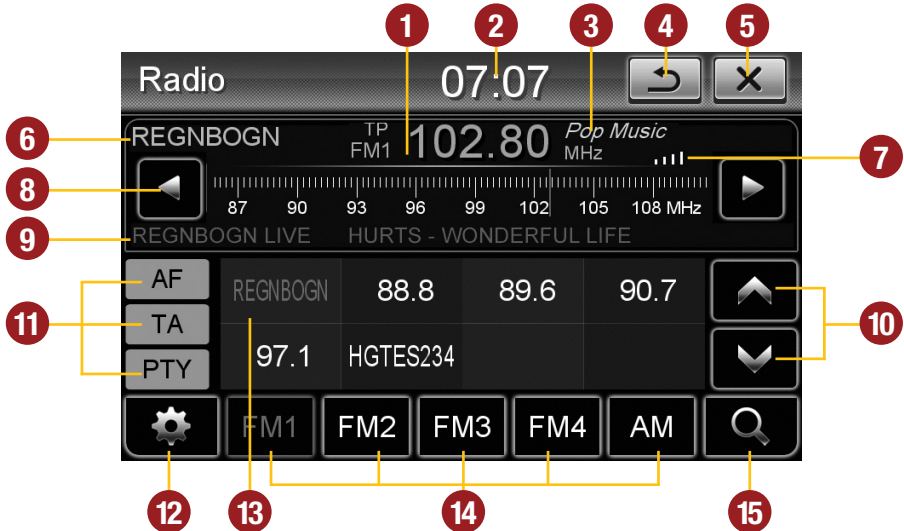 1 2 3 4 5
Radio 07:07
6 REGNBOGN TP FM1 102.80 Pop Music MHz 7
8
87 90 93 96 99 102 105 108 MHz
9 REGNBOGN LIVE HURTS - WONDERFUL LIFE
AF REGNBOGN 88.8 89.6 90.7
11 TA 10
PTY 97.1 HGTES234
FM1 FM2 FM3 FM4 AM
12 13 14 15